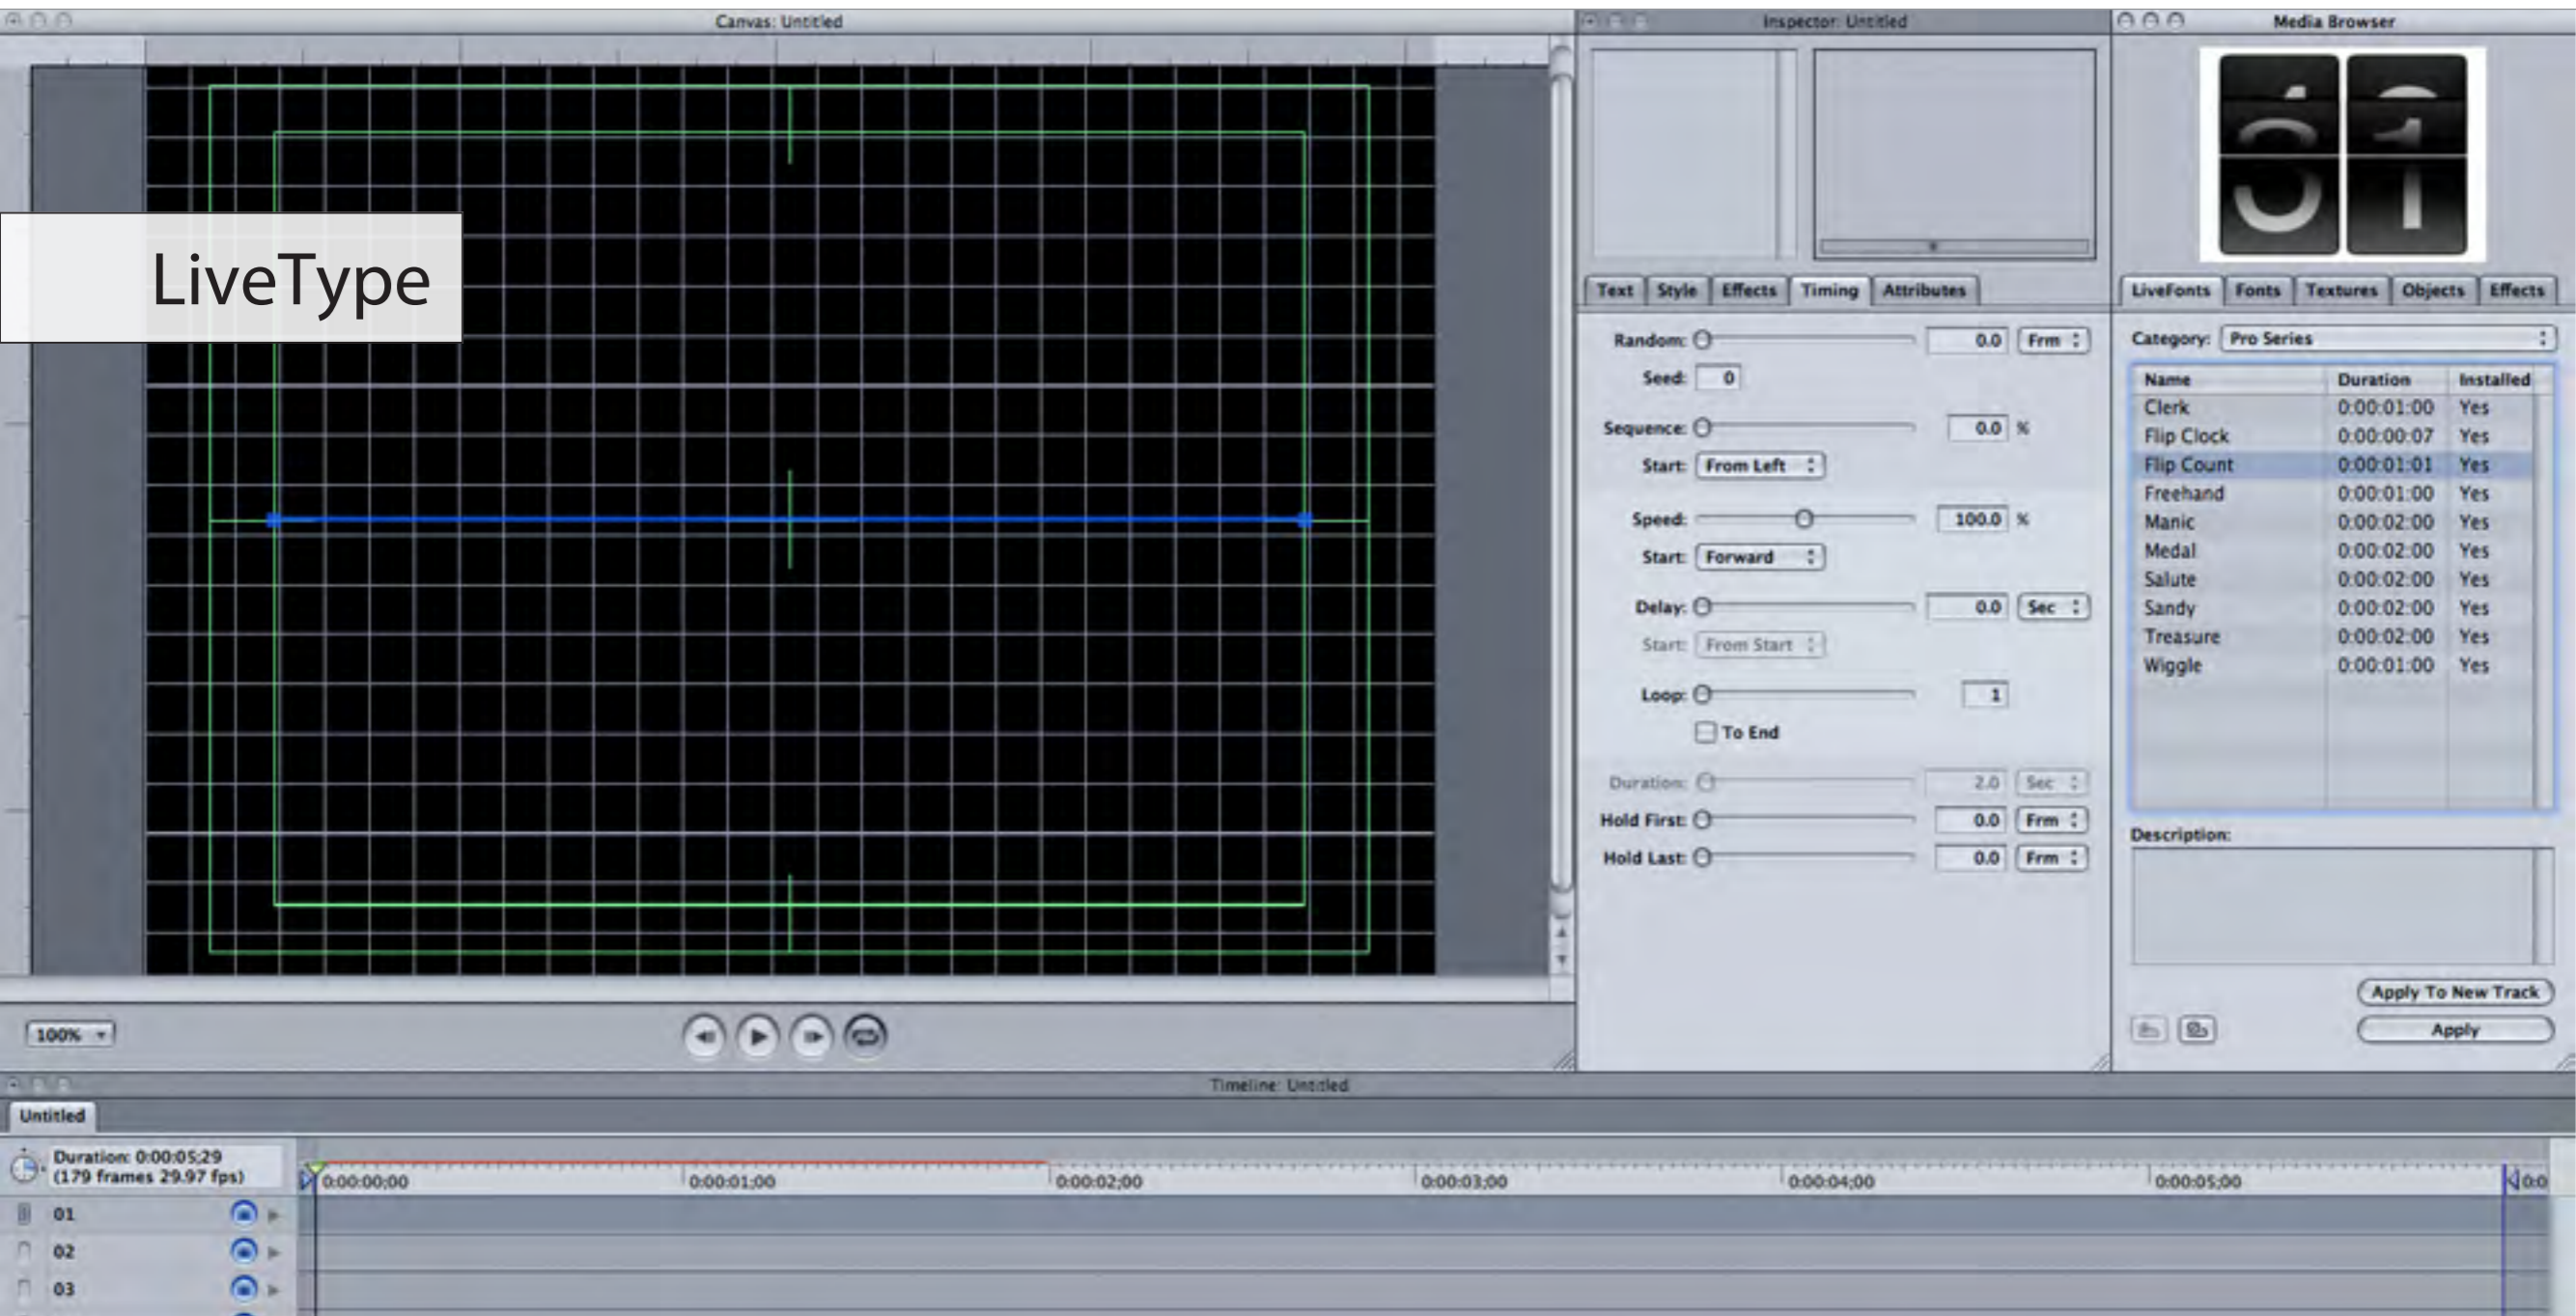 Canvas: Untitled
LiveType
100%
Inspector: Untitled
Text Style Effects Timing Attributes
Random: 0.0 Frm
Seed: 0
Sequence: 0.0 %
Start: From Left
Speed: 100.0 %
Start: Forward
Delay: 0.0 Sec
Start: From Start
Loop: 1
To End
Duration: 2.0 Sec
Hold First: 0.0 Frm
Hold Last: 0.0 Frm
Media Browser
LiveFonts Fonts Textures Objects Effects
Category: Pro Series
Name Duration Installed
Clerk 0:00:01:00 Yes
Flip Clock 0:00:00:07 Yes
Flip Count 0:00:01:01 Yes
Freehand 0:00:01:00 Yes
Manic 0:00:02:00 Yes
Medal 0:00:02:00 Yes
Salute 0:00:02:00 Yes
Sandy 0:00:02:00 Yes
Treasure 0:00:02:00 Yes
Wiggle 0:00:01:00 Yes
Description:
Apply To New Track
Apply
Timeline: Untitled
Untitled
Duration: 0:00:05;29
(179 frames 29.97 fps)
0:00:00;00 0:00:01;00 0:00:02;00 0:00:03;00 0:00:04;00 0:00:05;00 0:0
01
02
03